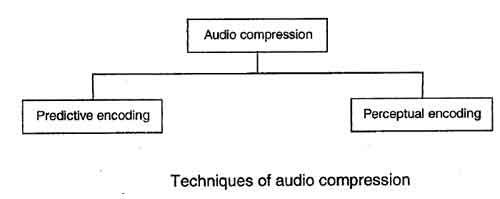 Audio compression
Predictive encoding
Perceptual encoding
Techniques of audio compression